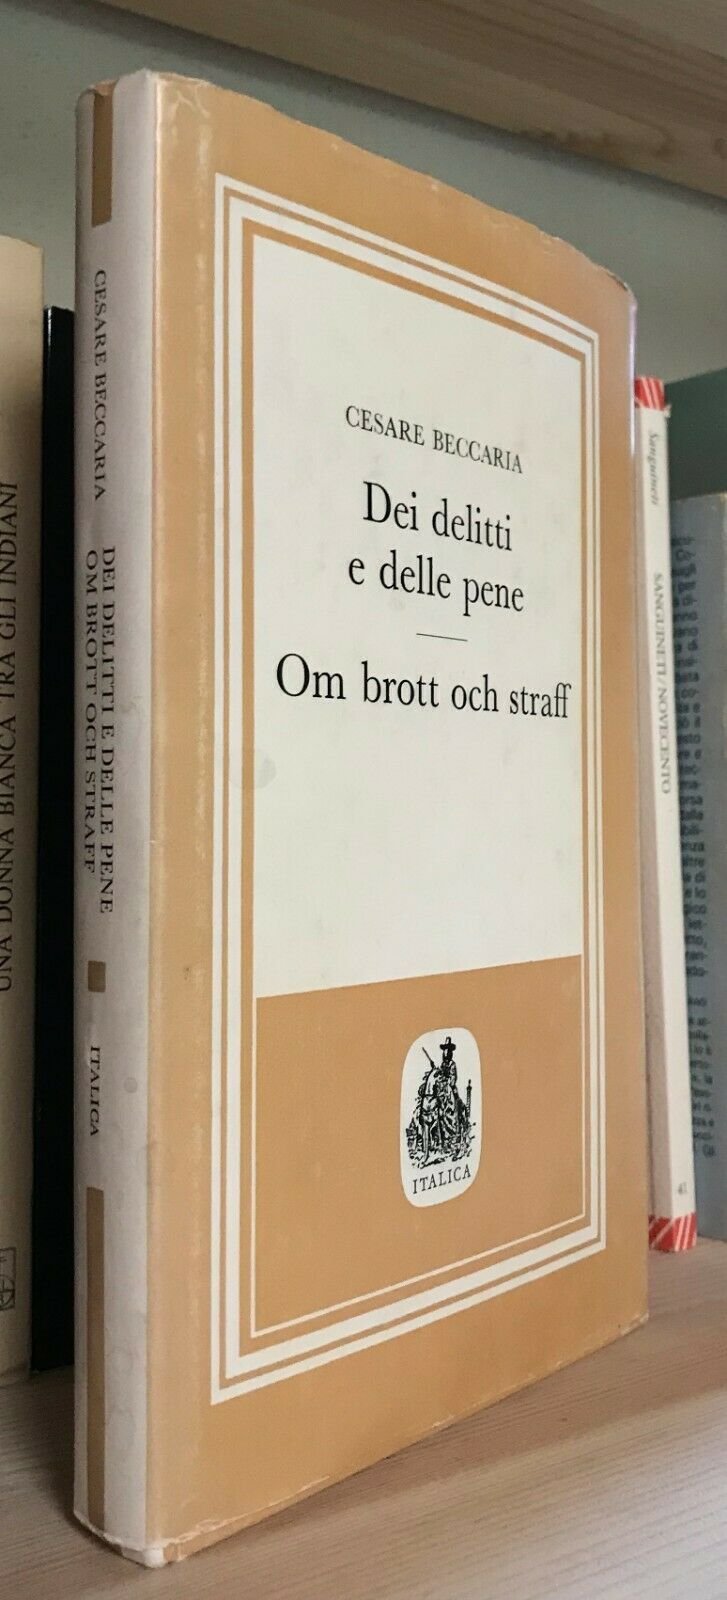 CESARE BECCARIA
Dei delitti
e delle pene
Om brott och straff
ITALICA
CESARE BECCARIA
DEI DELITTI E DELLE PENE
OM BROTT OCH STRAFF
ITALICA
UNA DONNA BIANCA TRA GLI INDIANI
Sanguineti
SANGUINETI/NOVECENTO
41